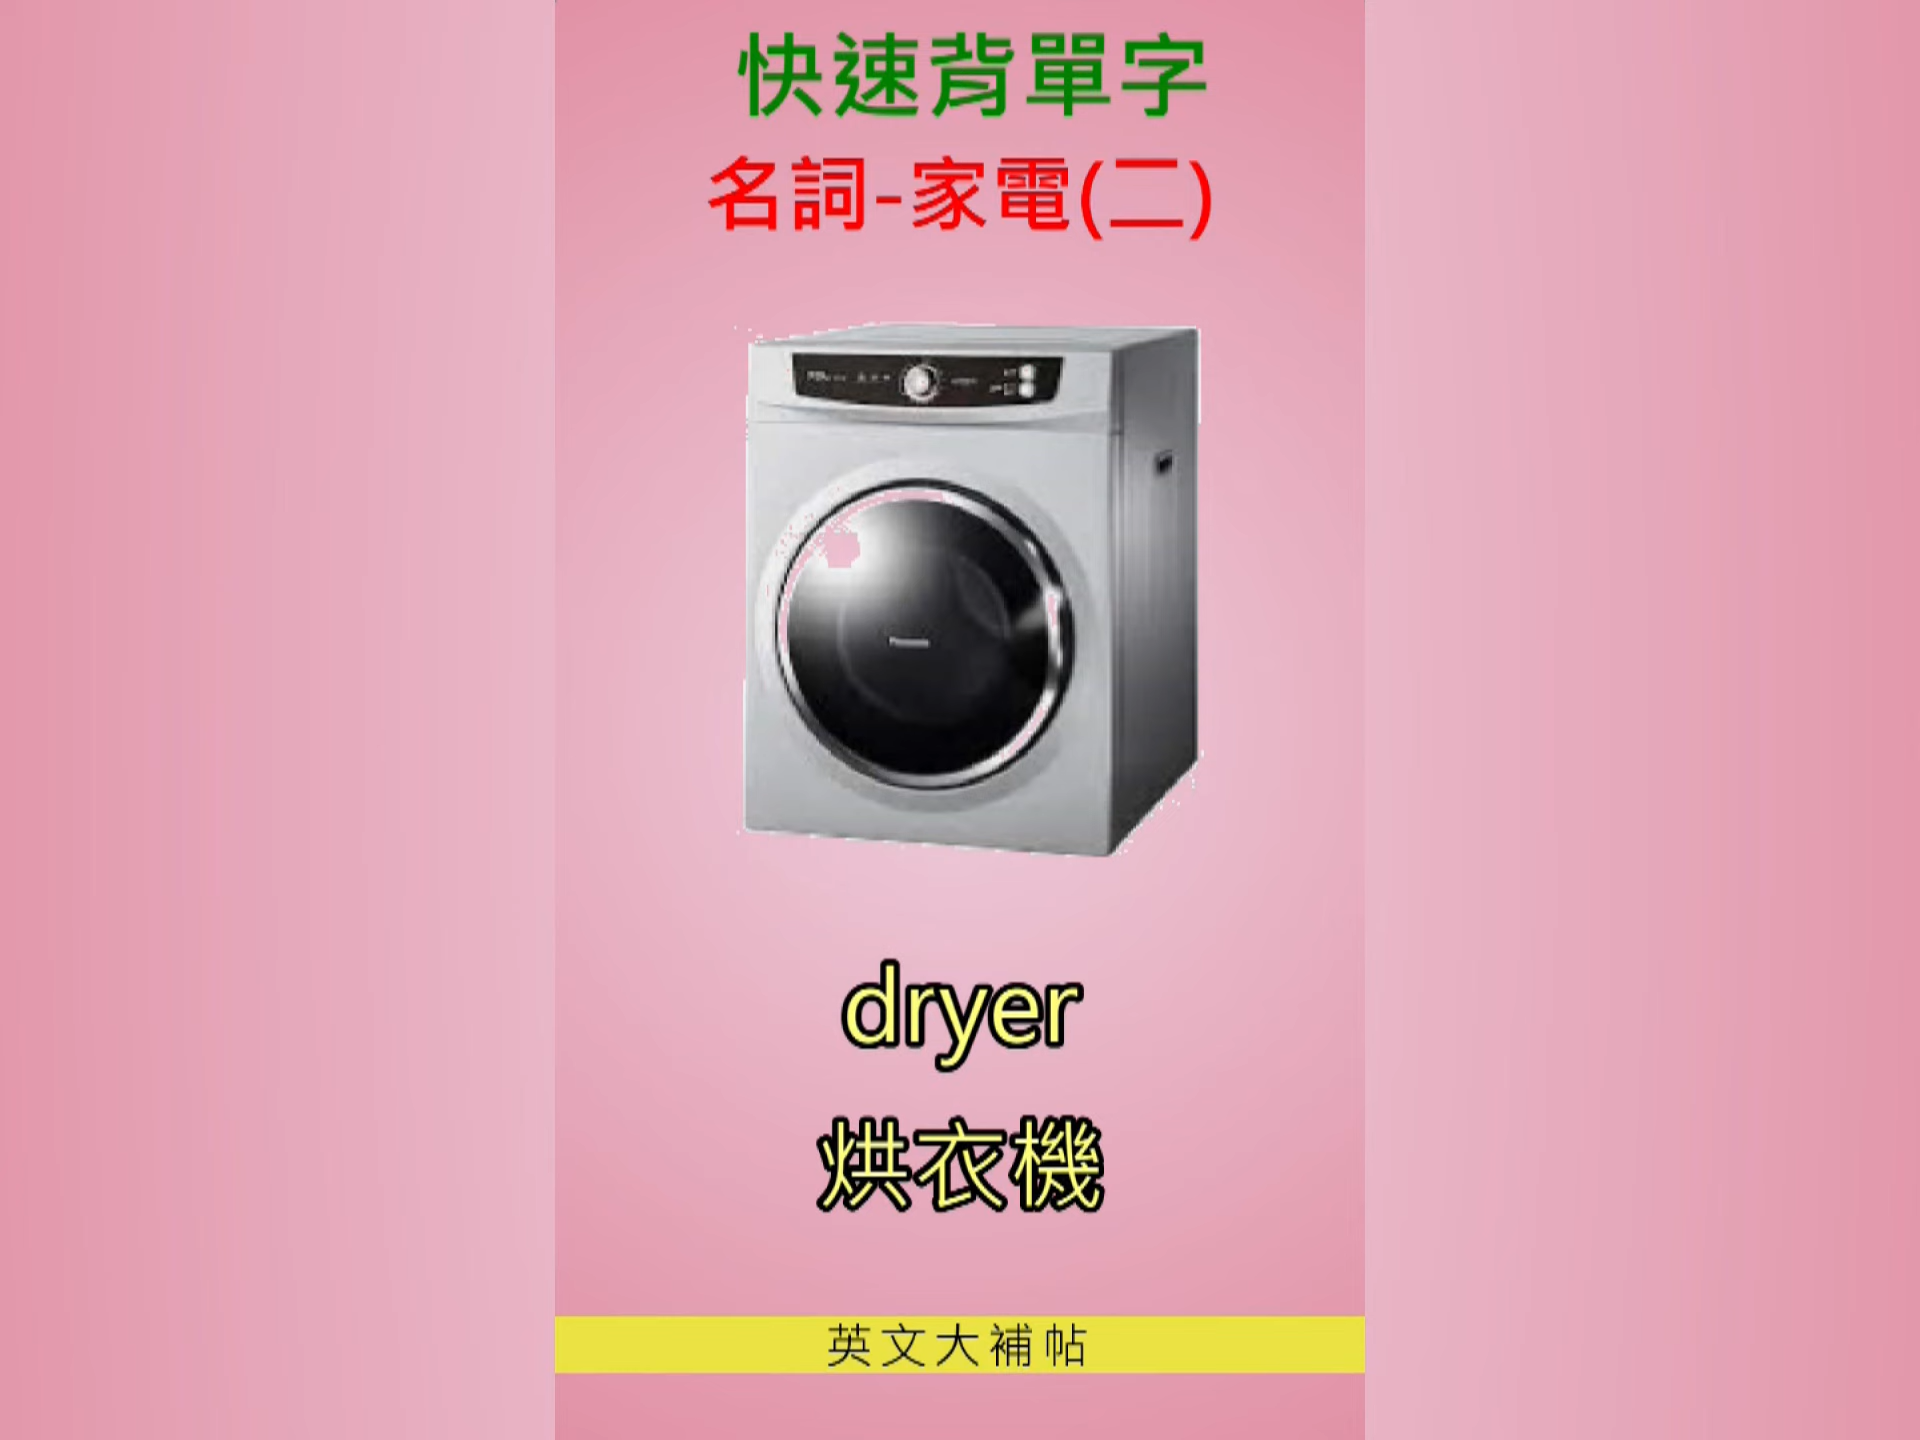 快速背單字
名詞-家電(二)
dryer
烘衣機
英文大補帖